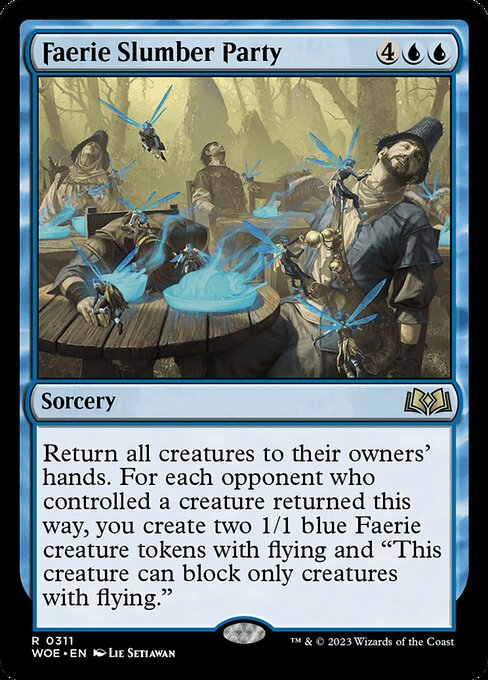 Faerie Slumber Party 4
Sorcery
Return all creatures to their owners’
hands. For each opponent who
controlled a creature returned this
way, you create two 1/1 blue Faerie
creature tokens with flying and “This
creature can block only creatures
with flying.”
R 0311
WOE • EN Lie Setiawan
™ & © 2023 Wizards of the Coast